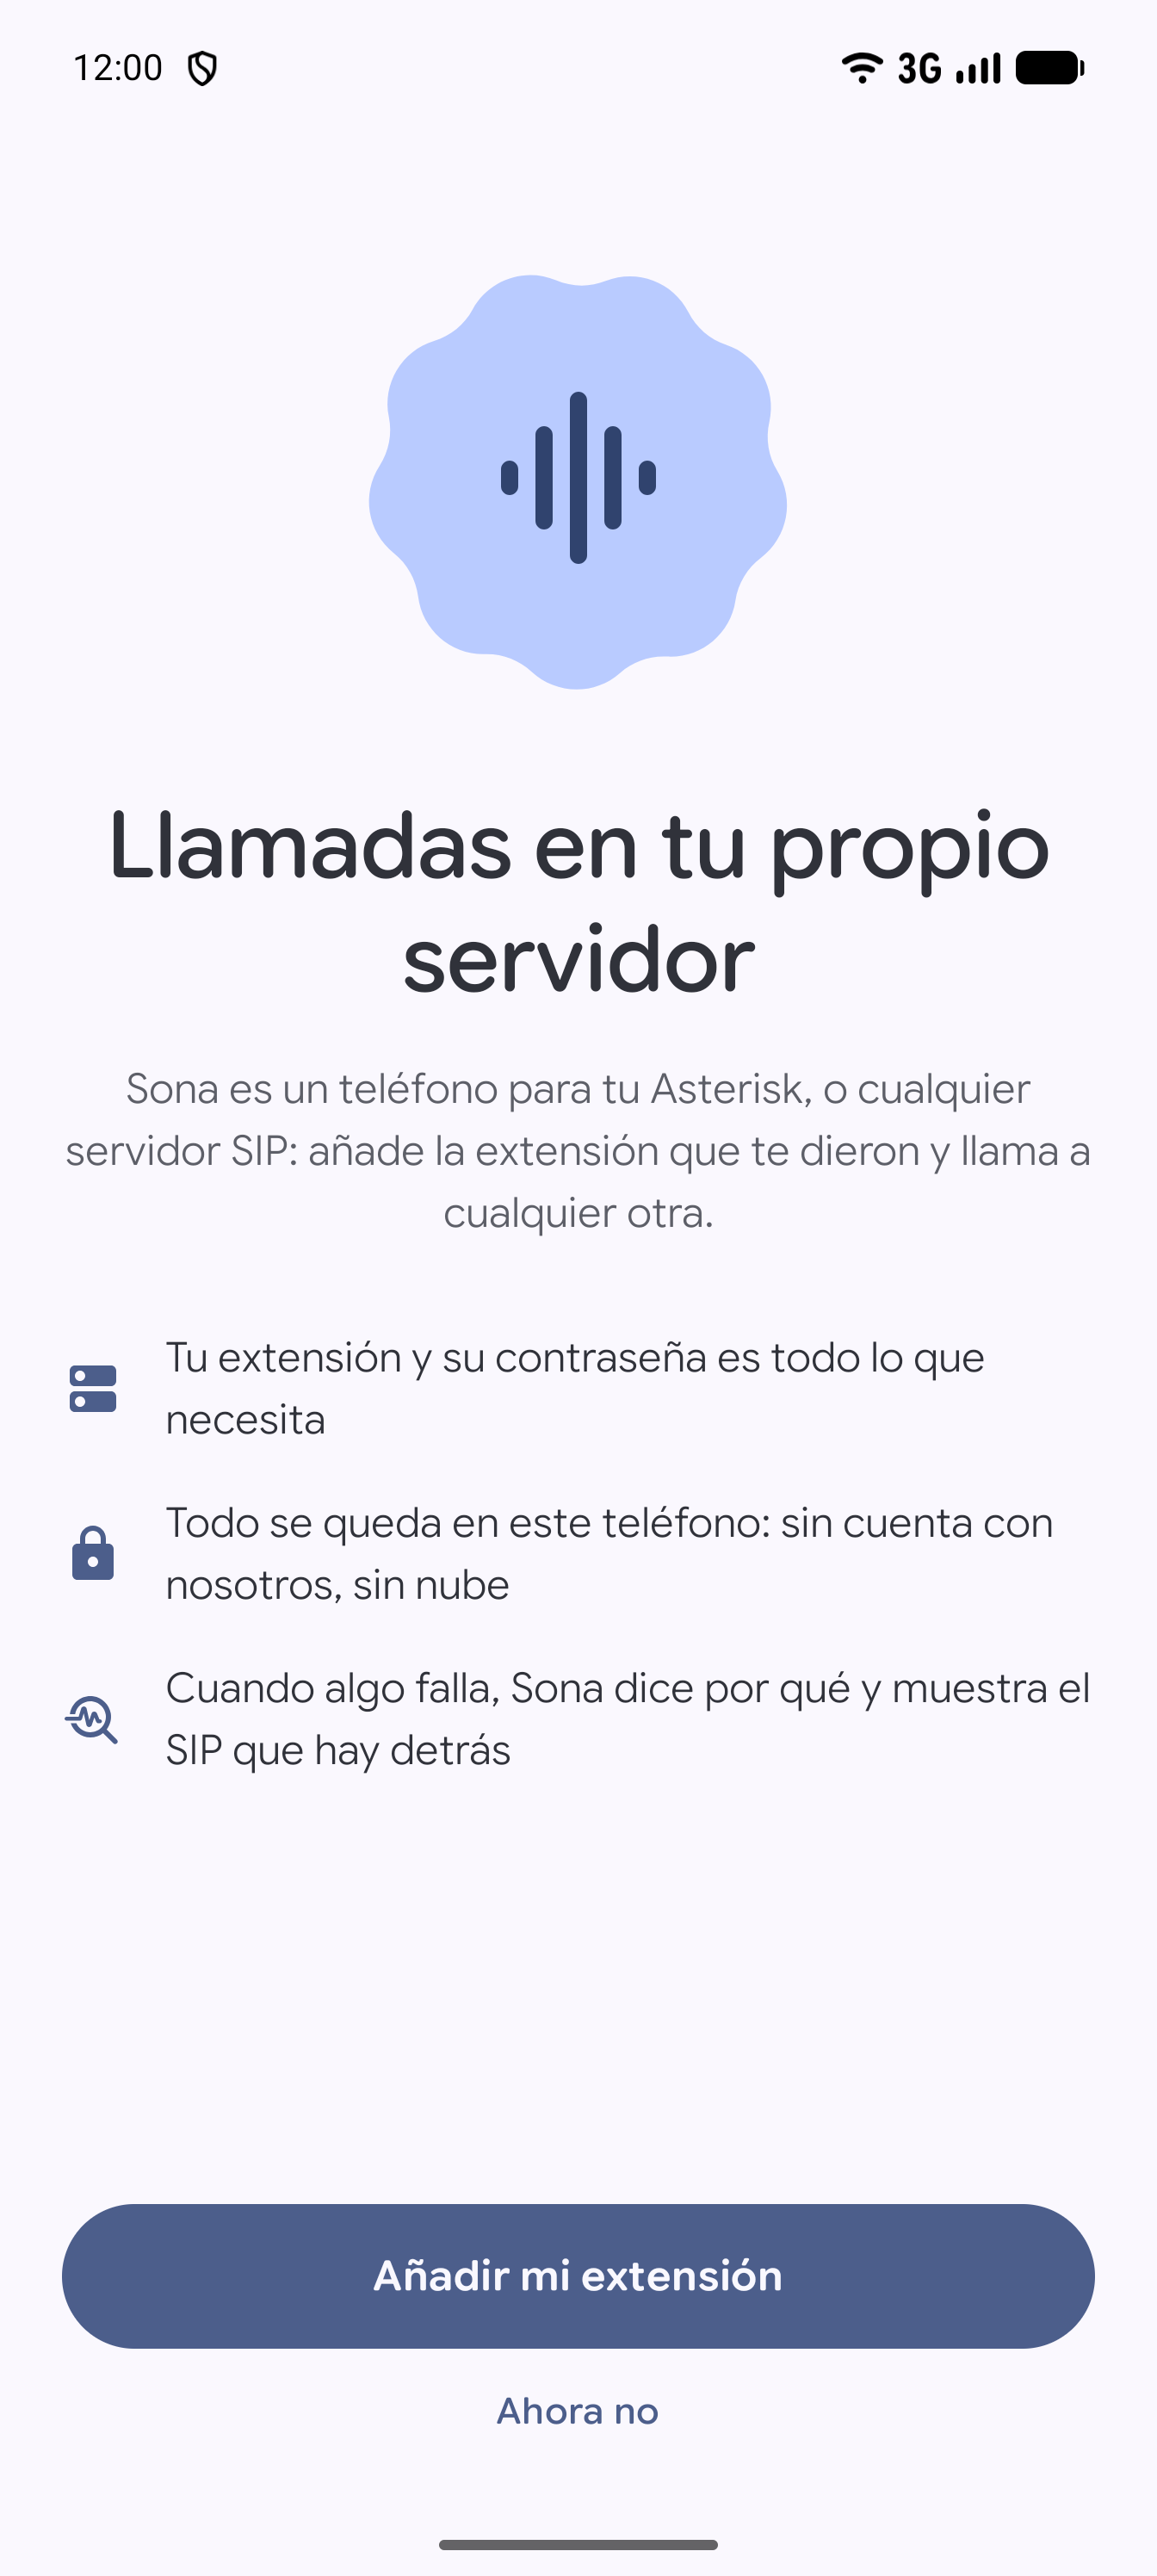 12:00
3G
Llamadas en tu propio
servidor
Sona es un teléfono para tu Asterisk, o cualquier
servidor SIP: añade la extensión que te dieron y llama a
cualquier otra.
Tu extensión y su contraseña es todo lo que
necesita
Todo se queda en este teléfono: sin cuenta con
nosotros, sin nube
Cuando algo falla, Sona dice por qué y muestra el
SIP que hay detrás
Añadir mi extensión
Ahora no